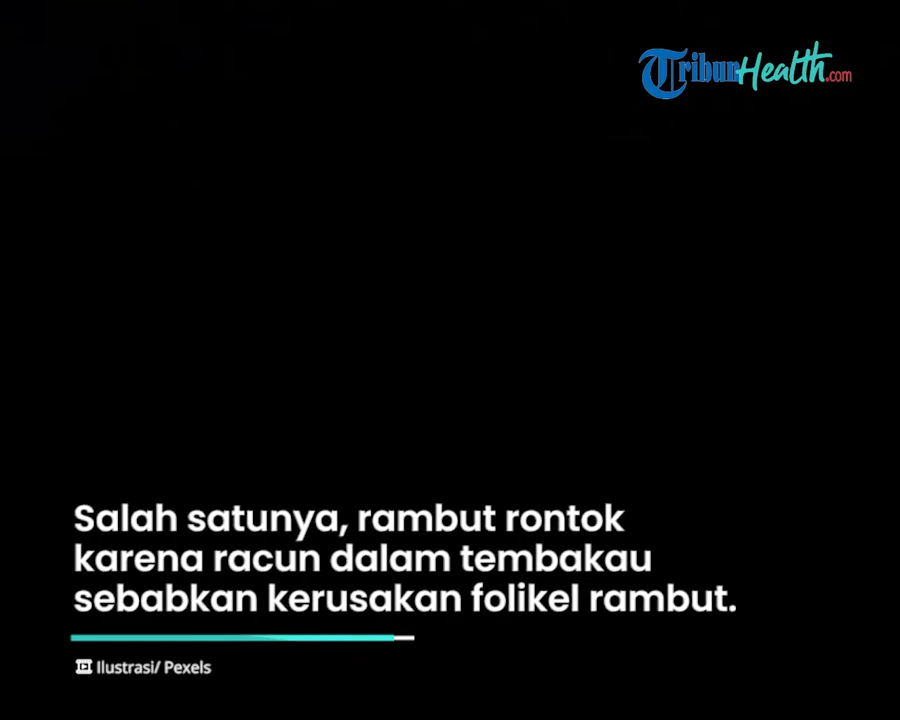 TribunHealth.com
Salah satunya, rambut rontok
karena racun dalam tembakau
sebabkan kerusakan folikel rambut.
Ilustrasi/ Pexels